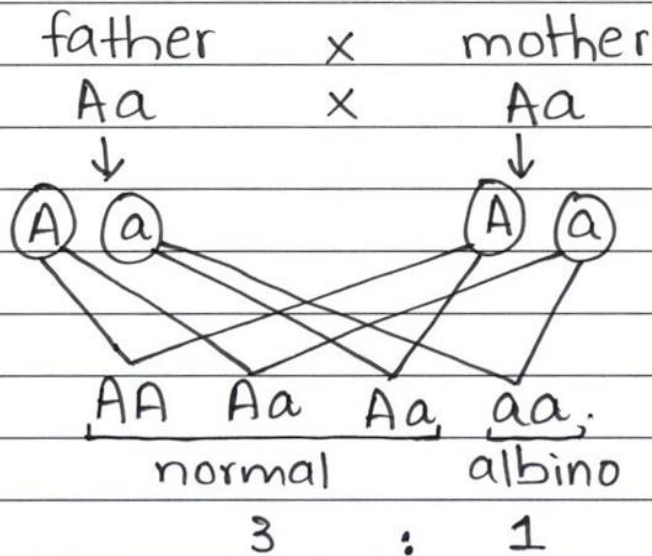 father x mother
Aa x Aa
A a A a
AA Aa Aa aa.
normal albino
3 : 1